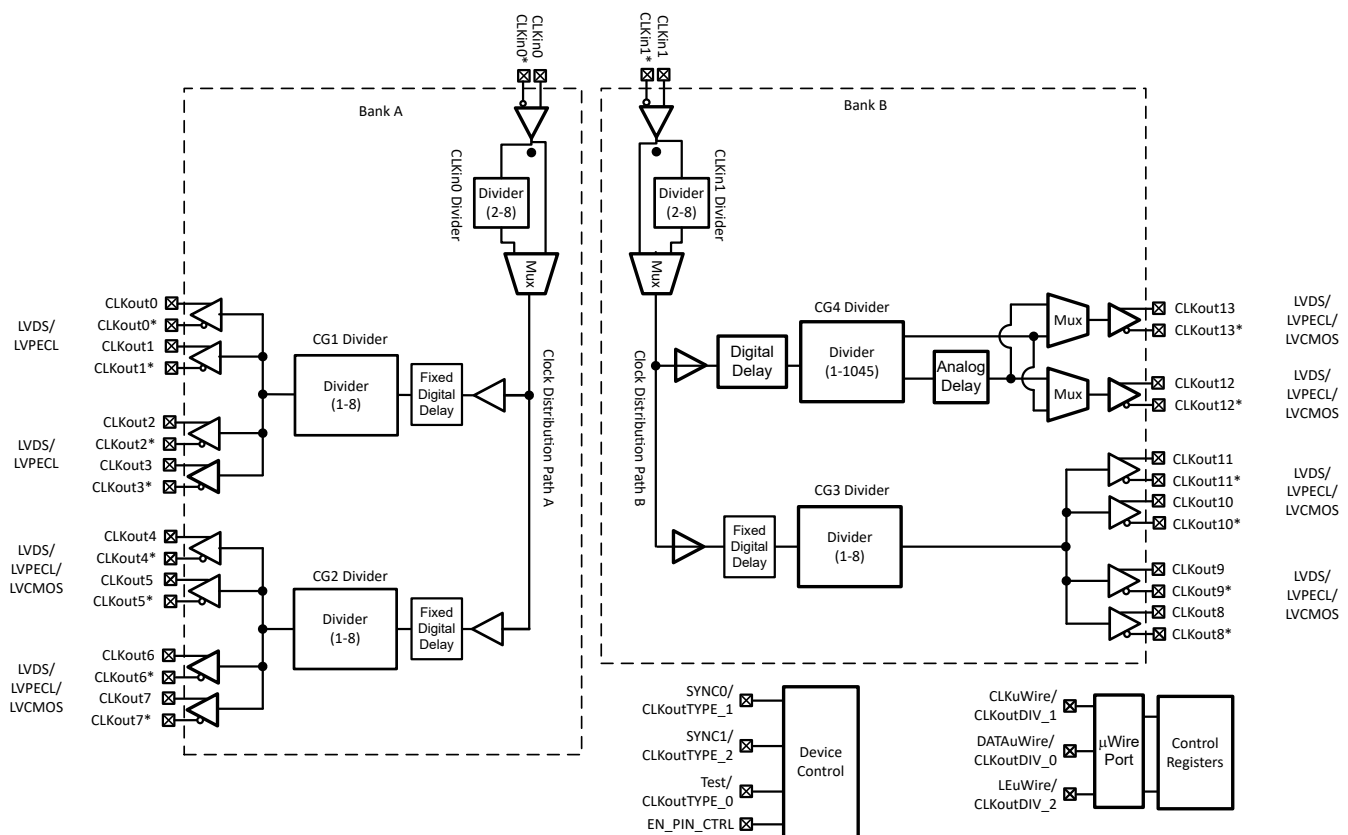 CLKin0*
CLKin0
CLKin1*
CLKin1
Bank A
Bank B
CLKin0 Divider
Divider
(2-8)
Mux
CLKin1 Divider
Divider
(2-8)
Mux
Clock Distribution Path A
Clock Distribution Path B
LVDS/
LVPECL
CLKout0
CLKout0*
CLKout1
CLKout1*
LVDS/
LVPECL
CLKout2
CLKout2*
CLKout3
CLKout3*
CG1 Divider
Divider
(1-8)
Fixed
Digital
Delay
LVDS/
LVPECL/
LVCMOS
CLKout4
CLKout4*
CLKout5
CLKout5*
LVDS/
LVPECL/
LVCMOS
CLKout6
CLKout6*
CLKout7
CLKout7*
CG2 Divider
Divider
(1-8)
Fixed
Digital
Delay
Digital
Delay
CG4 Divider
Divider
(1-1045)
Analog
Delay
Mux
Mux
CLKout13
CLKout13*
LVDS/
LVPECL/
LVCMOS
CLKout12
CLKout12*
LVDS/
LVPECL/
LVCMOS
Fixed
Digital
Delay
CG3 Divider
Divider
(1-8)
CLKout11
CLKout11*
CLKout10
CLKout10*
LVDS/
LVPECL/
LVCMOS
CLKout9
CLKout9*
CLKout8
CLKout8*
LVDS/
LVPECL/
LVCMOS
SYNC0/
CLKoutTYPE_1
SYNC1/
CLKoutTYPE_2
Test/
CLKoutTYPE_0
EN_PIN_CTRL
Device
Control
CLKuWire/
CLKoutDIV_1
DATAuWire/
CLKoutDIV_0
LEuWire/
CLKoutDIV_2
μWire
Port
Control
Registers